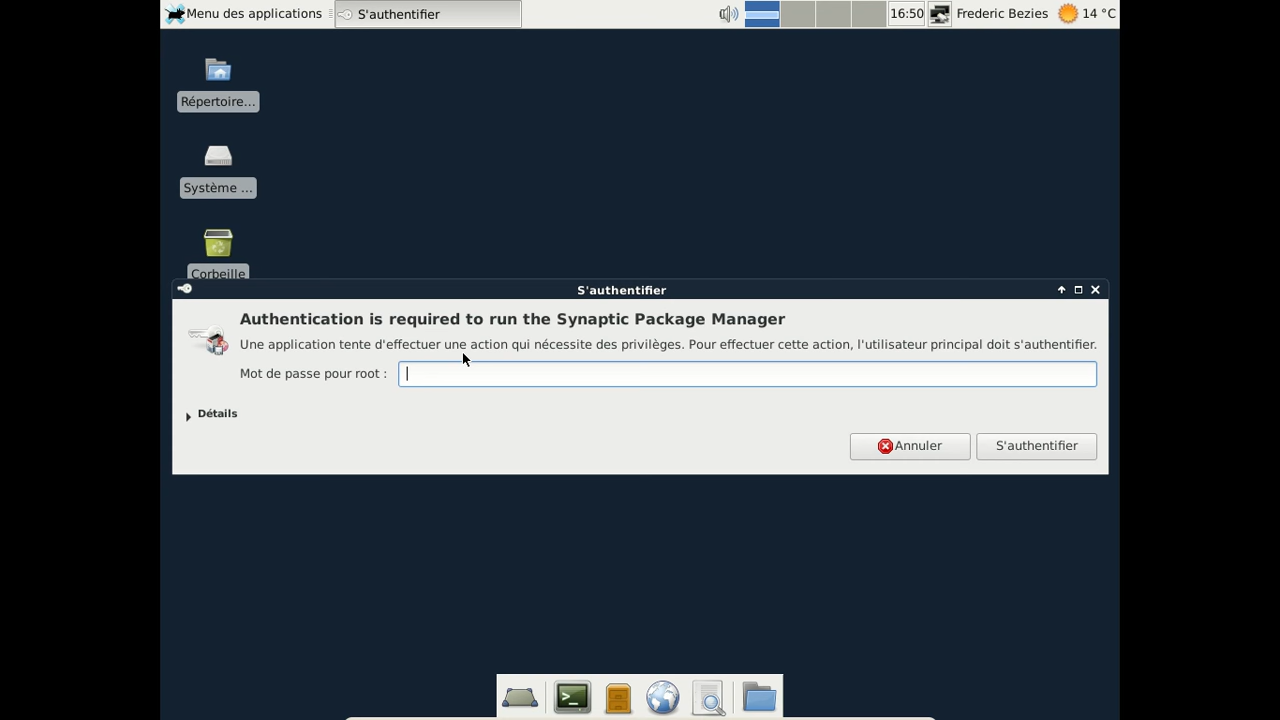 Menu des applications
S'authentifier
16:50
Frederic Bezies
14 °C
Répertoire...
Système ...
Corbeille
S'authentifier
Authentication is required to run the Synaptic Package Manager
Une application tente d'effectuer une action qui nécessite des privilèges. Pour effectuer cette action, l'utilisateur principal doit s'authentifier.
Mot de passe pour root :
Détails
Annuler
S'authentifier